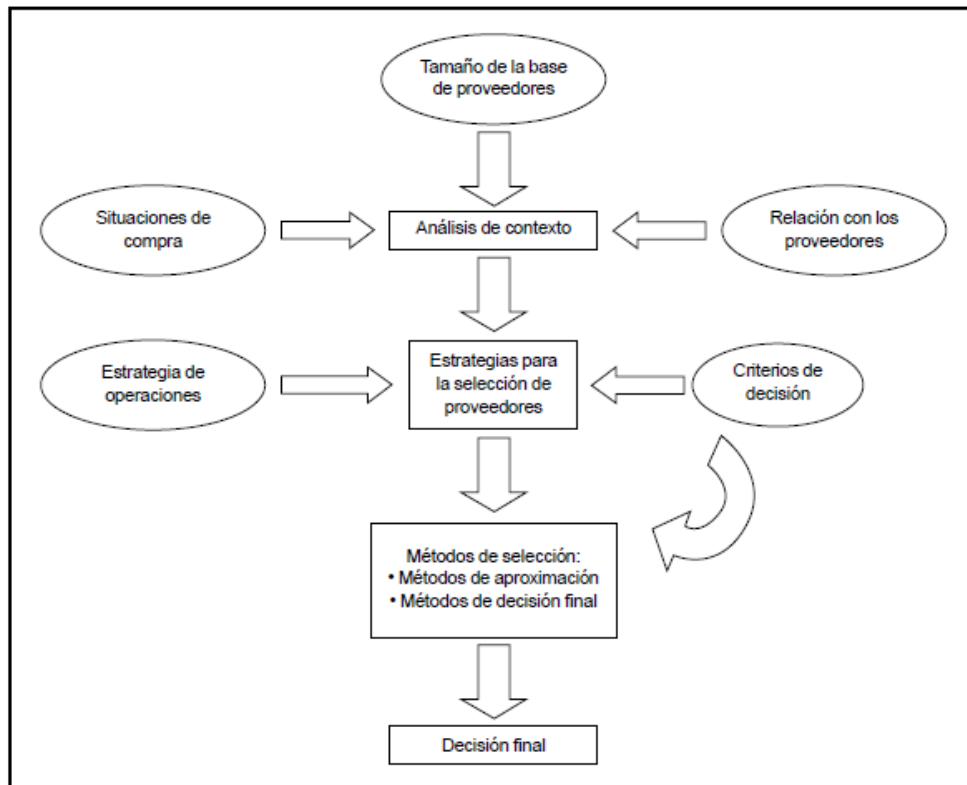 Tamaño de la base
de proveedores
Situaciones de
compra
Análisis de contexto
Relación con los
proveedores
Estrategia de
operaciones
Estrategias para
la selección de
proveedores
Criterios de
decisión
Métodos de selección:
• Métodos de aproximación
• Métodos de decisión final
Decisión final